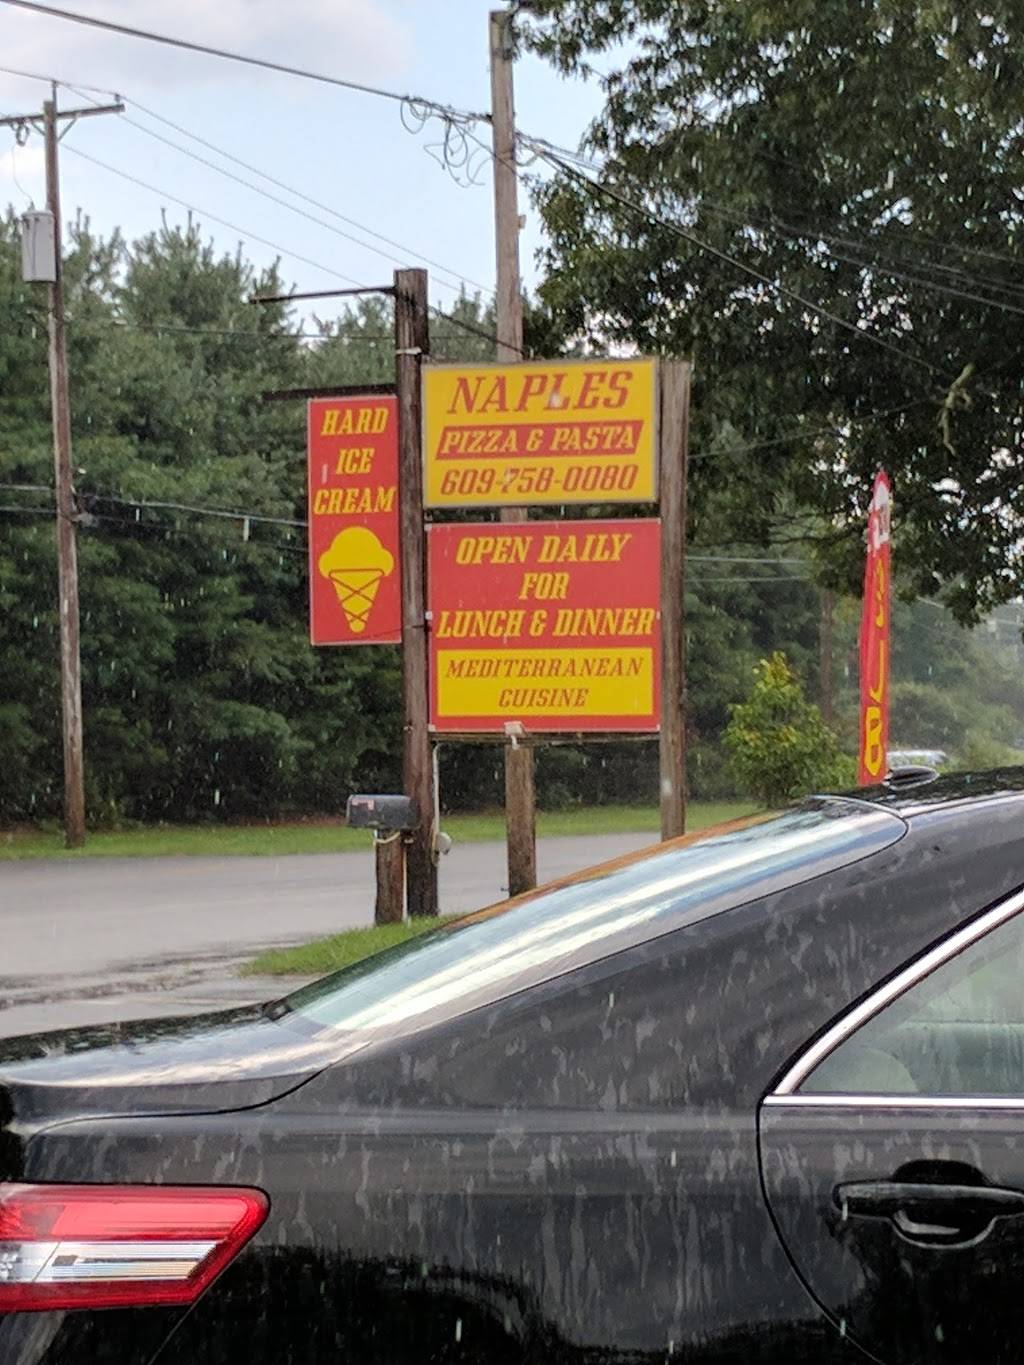 HARD
ICE
CREAM
NAPLES
PIZZA & PASTA
609-758-0080
OPEN DAILY
FOR
LUNCH & DINNER
MEDITERRANEAN
CUISINE